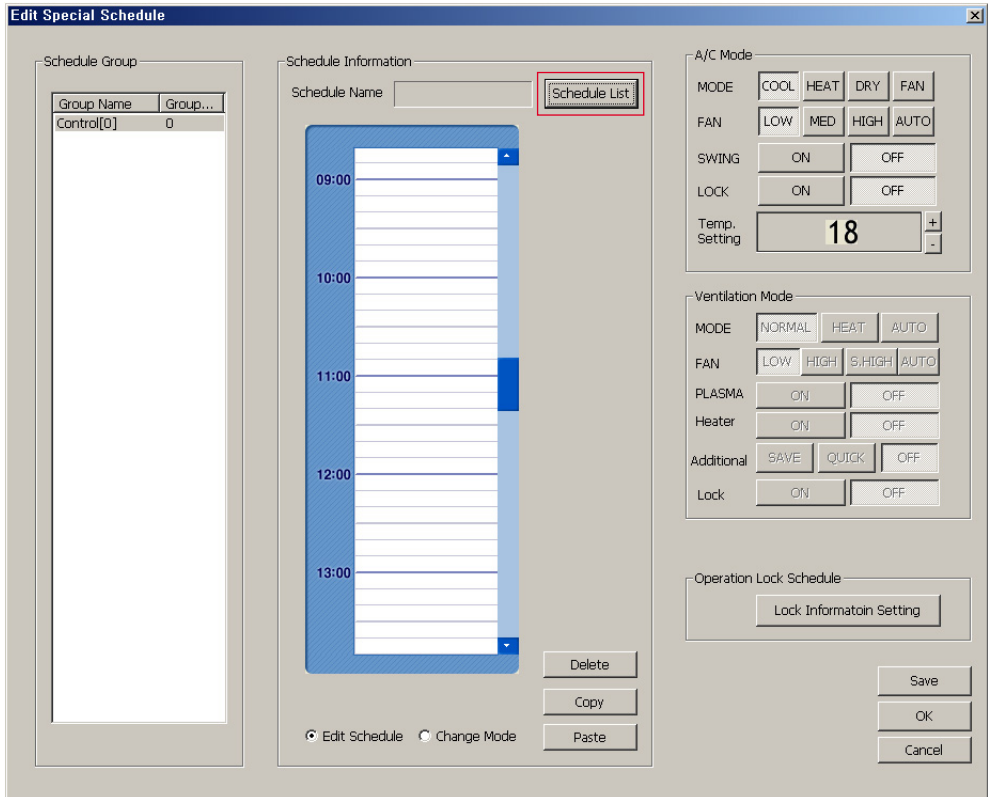 Edit Special Schedule
Schedule Group
Group Name Group...
Control[0] 0
Schedule Information
Schedule Name Schedule List
09:00
10:00
11:00
12:00
13:00
Delete
Copy
Paste
Edit Schedule Change Mode
A/C Mode
MODE COOL HEAT DRY FAN
FAN LOW MED HIGH AUTO
SWING ON OFF
LOCK ON OFF
Temp.
Setting 18 + -
Ventilation Mode
MODE NORMAL HEAT AUTO
FAN LOW HIGH S.HIGH AUTO
PLASMA ON OFF
Heater ON OFF
Additional SAVE QUICK OFF
Lock ON OFF
Operation Lock Schedule
Lock Informatoin Setting
Save
OK
Cancel